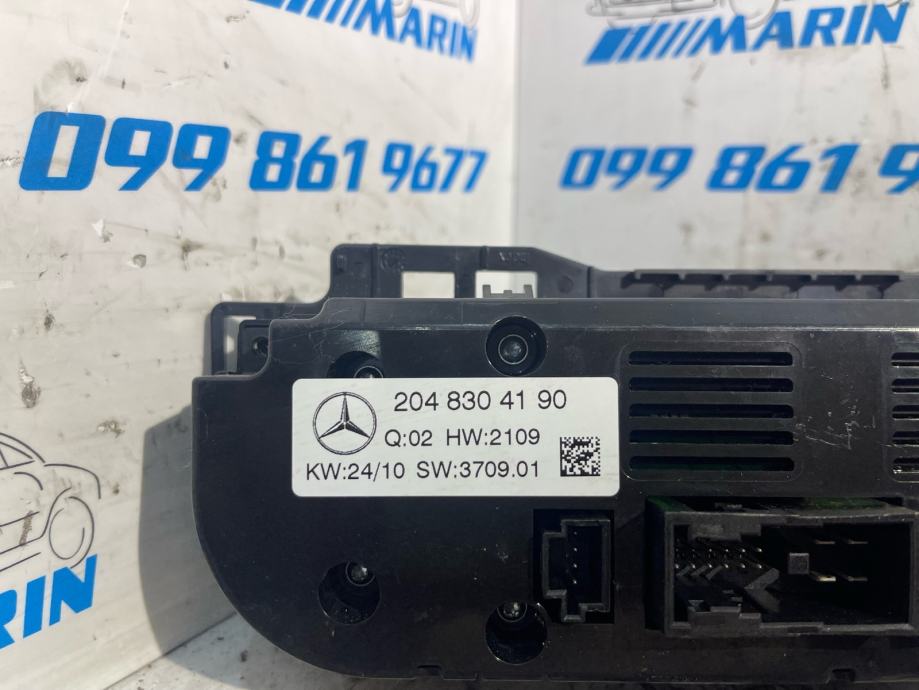 MARIN
MARIN
099 861 9677
099 861 9
204 830 41 90
Q:02 HW:2109
KW:24/10 SW:3709.01
RIN